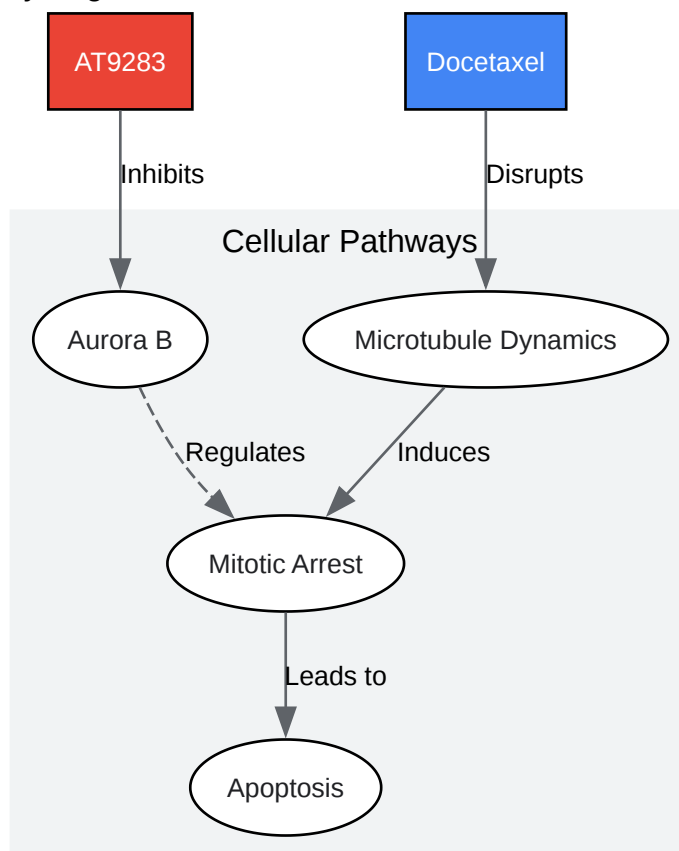 AT9283
Docetaxel
Inhibits
Disrupts
Cellular Pathways
Aurora B
Microtubule Dynamics
Regulates
Induces
Mitotic Arrest
Leads to
Apoptosis